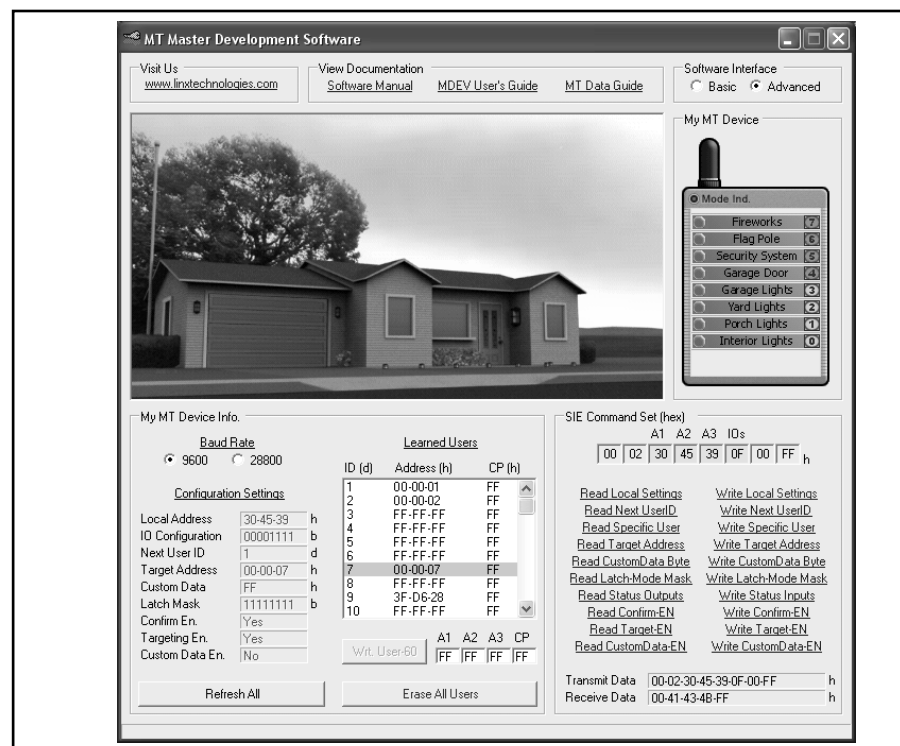 MT Master Development Software
Visit Us
www.linxtechnologies.com
View Documentation
Software Manual MDEV User's Guide MT Data Guide
Software Interface
Basic Advanced
My MT Device
Mode Ind.
Fireworks 7
Flag Pole 6
Security System 5
Garage Door 4
Garage Lights 3
Yard Lights 2
Porch Lights 1
Interior Lights 0
My MT Device Info.
Baud Rate
9600 28800
Configuration Settings
Local Address 30-45-39 h
IO Configuration 00001111 b
Next User ID 1 d
Target Address 00-00-07 h
Custom Data FF h
Latch Mask 11111111 b
Confirm En. Yes
Targeting En. Yes
Custom Data En. No
Refresh All
Learned Users
ID (d) Address (h) CP (h)
1 00-00-01 FF
2 00-00-02 FF
3 FF-FF-FF FF
4 FF-FF-FF FF
5 FF-FF-FF FF
6 FF-FF-FF FF
7 00-00-07 FF
8 FF-FF-FF FF
9 3F-D6-28 FF
10 FF-FF-FF FF
A1 A2 A3 CP
Wrt. User-60 FF FF FF FF
Erase All Users
SIE Command Set (hex)
A1 A2 A3 IOs
00 02 30 45 39 0F 00 FF h
Read Local Settings Write Local Settings
Read Next UserID Write Next UserID
Read Specific User Write Specific User
Read Target Address Write Target Address
Read CustomData Byte Write CustomData Byte
Read Latch-Mode Mask Write Latch-Mode Mask
Read Status Outputs Write Status Inputs
Read Confirm-EN Write Confirm-EN
Read Target-EN Write Target-EN
Read CustomData-EN Write CustomData-EN
Transmit Data 00-02-30-45-39-0F-00-FF h
Receive Data 00-41-43-4B-FF h